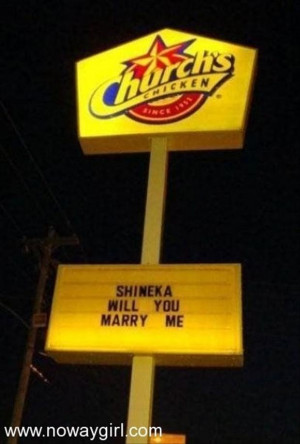 Church's
CHICKEN
SINCE 1952
SHINEKA
WILL YOU
MARRY ME
www.nowaygirl.com